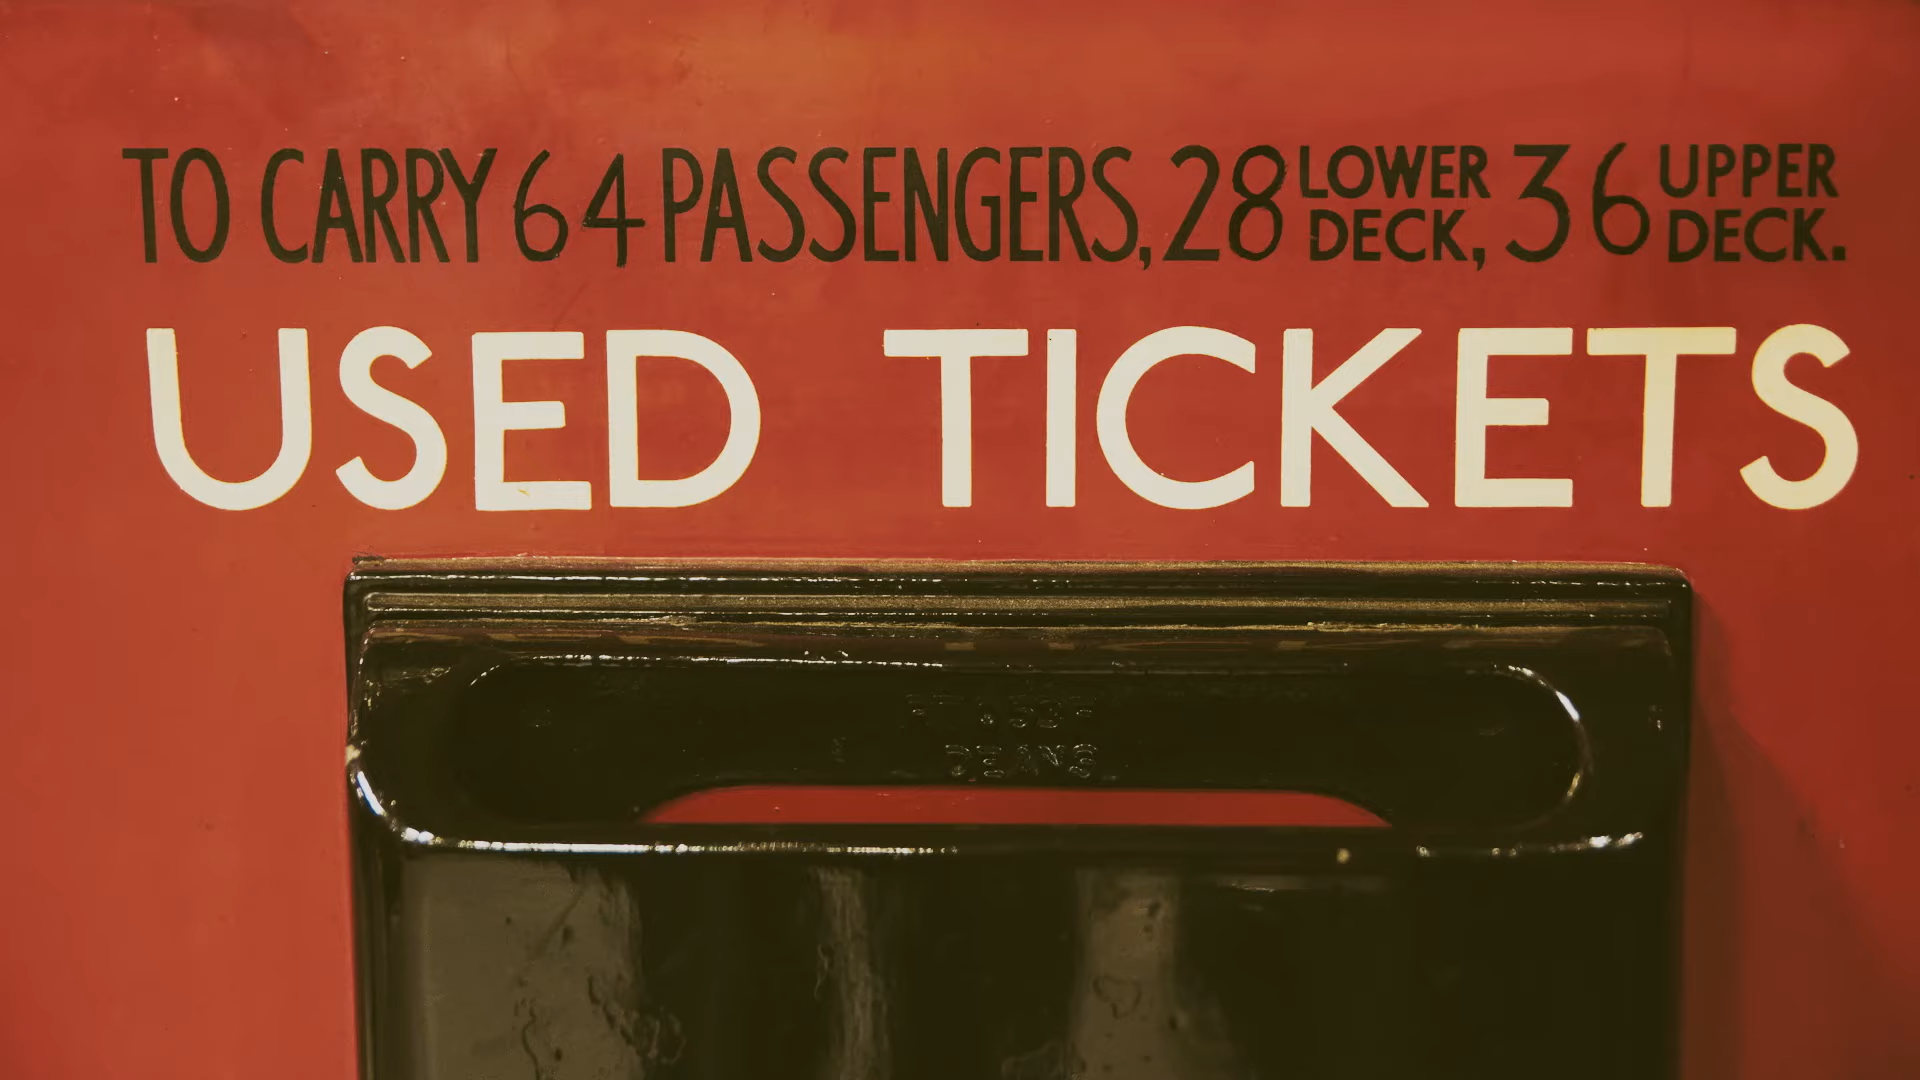 TO CARRY 64 PASSENGERS, 28 LOWER DECK, 36 UPPER DECK.
USED TICKETS